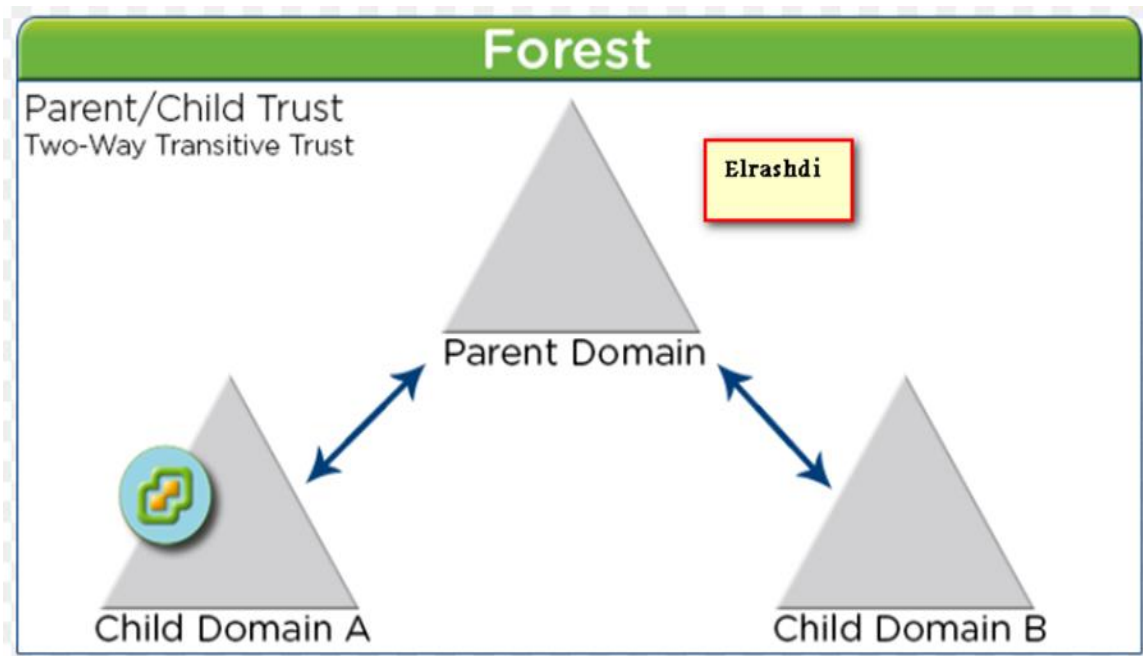 Forest
Parent/Child Trust
Two-Way Transitive Trust
Elrashdi
Parent Domain
Child Domain A
Child Domain B